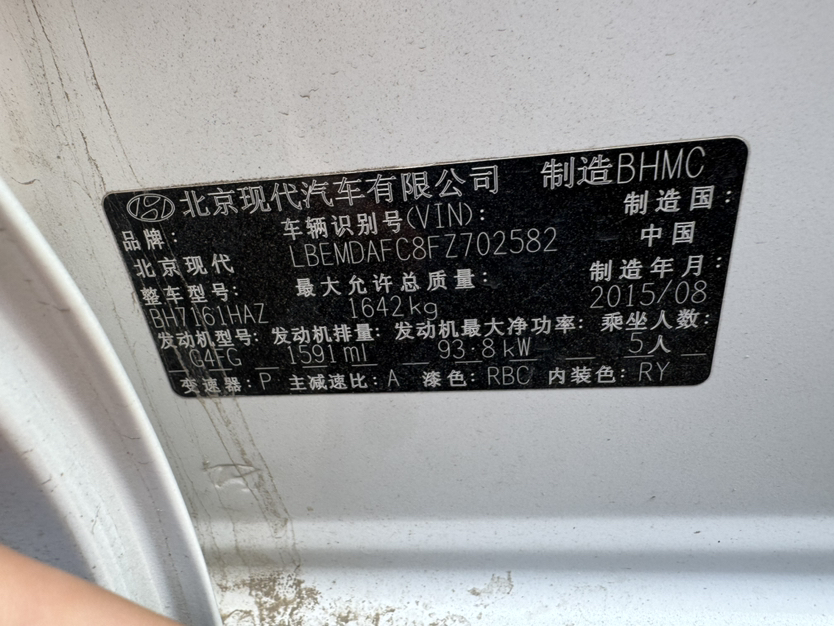 北京现代汽车有限公司 制造BHMC
品牌: 车辆识别号(VIN): 制造国:
北京现代 LBEMDAFC8FZ702582 中国
整车型号: 最大允许总质量: 制造年月:
BH7161HAZ 1642kg 2015/08
发动机型号: 发动机排量: 发动机最大净功率: 乘坐人数:
G4FG 1591ml 93.8kW 5人
变速器: P 主减速比: A 漆色: RBC 内装色: RY